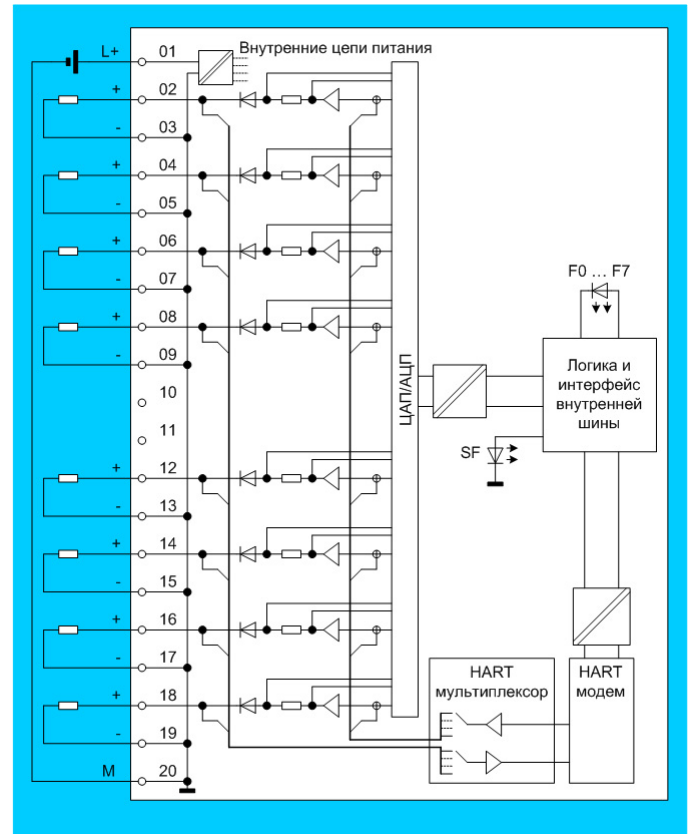 L+ 01 Внутренние цепи питания
+ 02
- 03
+ 04
- 05
+ 06
- 07
+ 08
- 09
10
11
+ 12
- 13
+ 14
- 15
+ 16
- 17
+ 18
- 19
M 20
ЦАП/АЦП
F0 ... F7
Логика и
интерфейс
внутренней
шины
SF
HART
мультиплексор
HART
модем